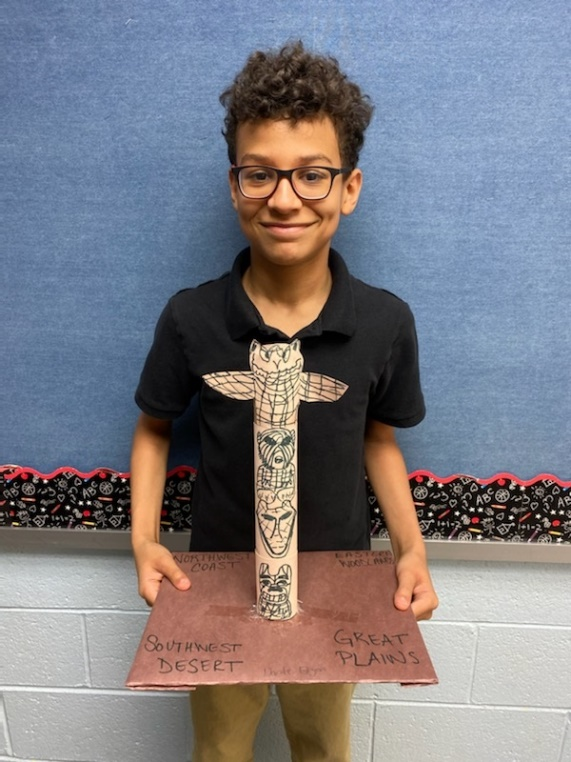 NORTHWEST
COAST
EASTERN
WOODLANDS
SOUTHWEST
DESERT
GREAT
PLAINS